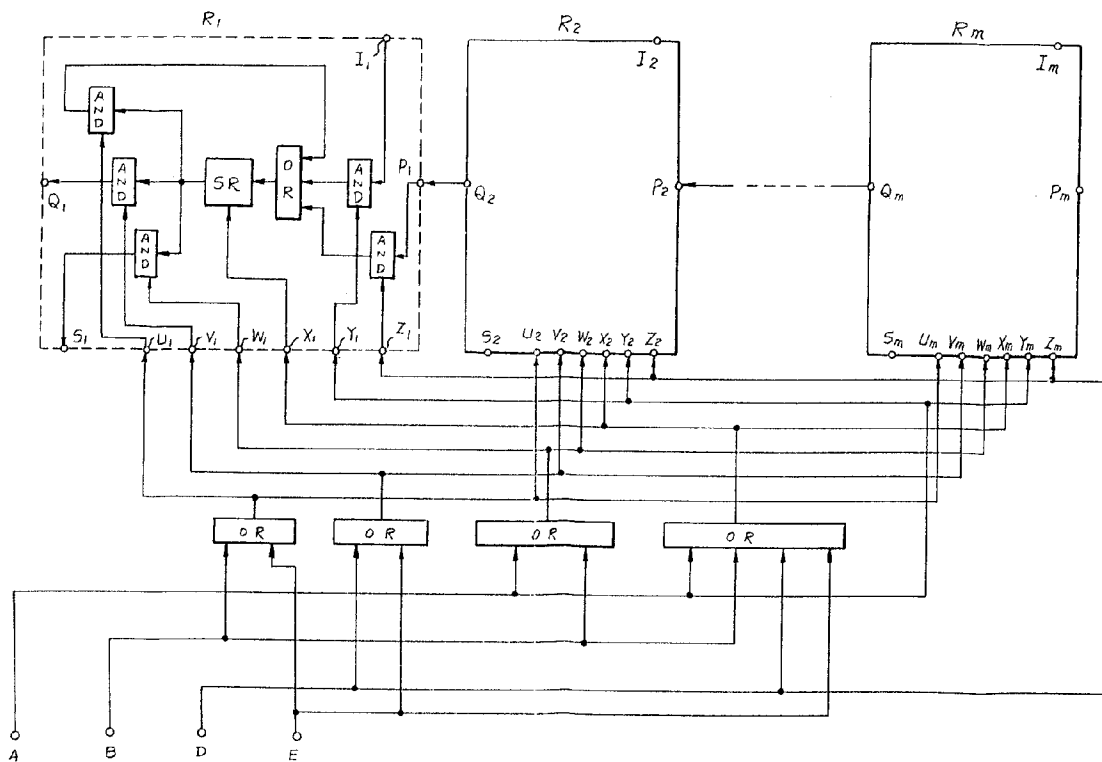 R1
R2
Rm
I1
I2
Im
AND
AND
SR
OR
AND
P1
Q1
Q2
P2
Qm
Pm
AND
AND
S1
U1
V1
W1
X1
Y1
Z1
S2
U2
V2
W2
X2
Y2
Z2
Sm
Um
Vm
Wm
Xm
Ym
Zm
OR
OR
OR
OR
A
B
D
E